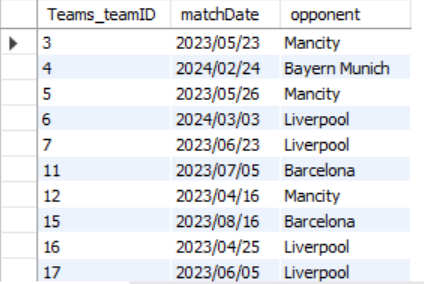 Teams_teamID matchDate opponent
3 2023/05/23 Mancity
4 2024/02/24 Bayern Munich
5 2023/05/26 Mancity
6 2024/03/03 Liverpool
7 2023/06/23 Liverpool
11 2023/07/05 Barcelona
12 2023/04/16 Mancity
15 2023/08/16 Barcelona
16 2023/04/25 Liverpool
17 2023/06/05 Liverpool